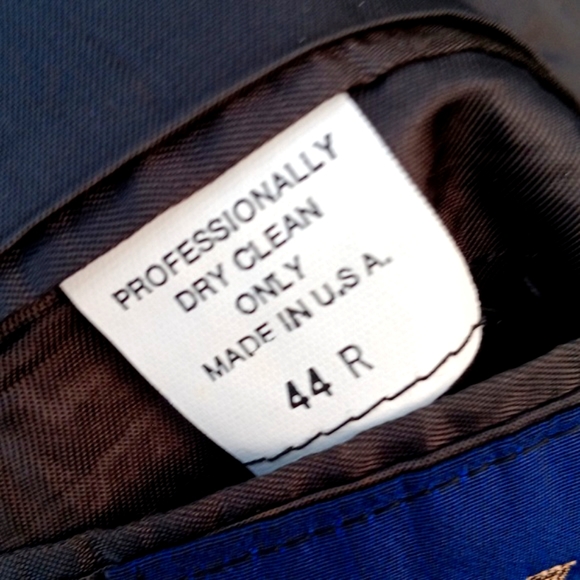 PROFESSIONALLY
DRY CLEAN
ONLY
MADE IN U.S.A.
44 R